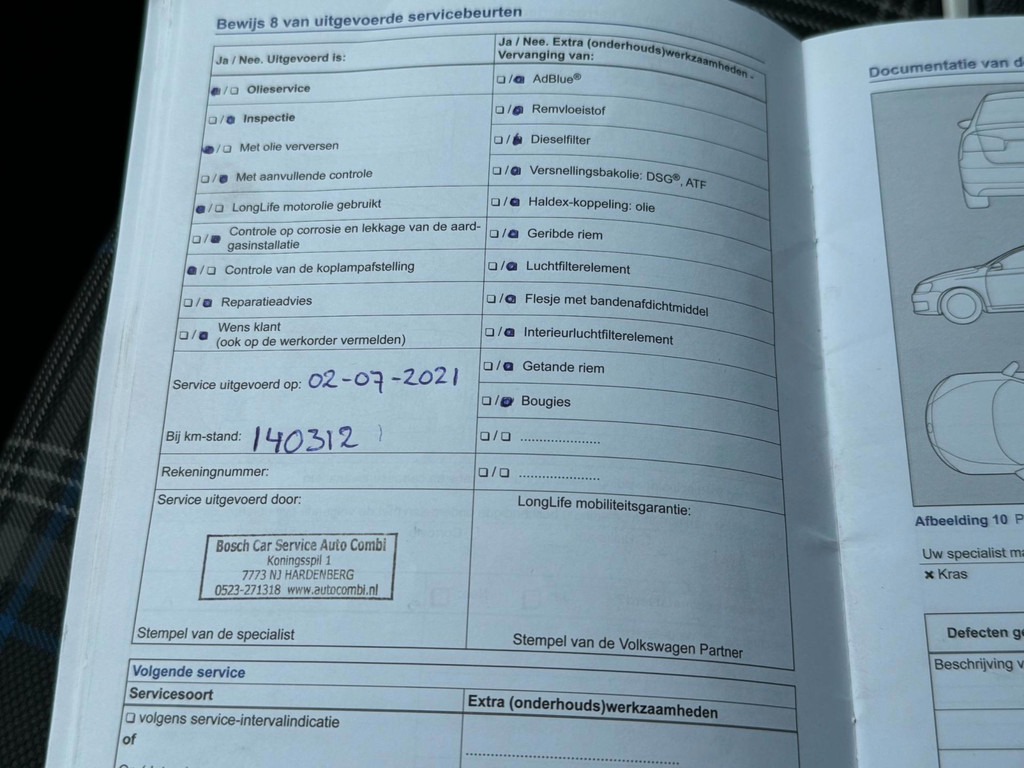 Bewijs 8 van uitgevoerde servicebeurten
Ja / Nee. Uitgevoerd is:
❏ / ❏ Olieservice
❏ / ❏ Inspectie
❏ / ❏ Met olie verversen
❏ / ❏ Met aanvullende controle
❏ / ❏ LongLife motorolie gebruikt
❏ / ❏ Controle op corrosie en lekkage van de aard-
gasinstallatie
❏ / ❏ Controle van de koplampafstelling
❏ / ❏ Reparatieadvies
❏ / ❏ Wens klant
(ook op de werkorder vermelden)
Service uitgevoerd op: 02-07-2021
Bij km-stand: 140312
Rekeningnummer:
Service uitgevoerd door:
Bosch Car Service Auto Combi
Koningsspil 1
7773 NJ HARDENBERG
0523-271318 www.autocombi.nl
Stempel van de specialist
Ja / Nee. Extra (onderhouds)werkzaamheden -
Vervanging van:
❏ / ❏ AdBlue®
❏ / ❏ Remvloeistof
❏ / ❏ Dieselfilter
❏ / ❏ Versnellingsbakolie: DSG®, ATF
❏ / ❏ Haldex-koppeling: olie
❏ / ❏ Geribde riem
❏ / ❏ Luchtfilterelement
❏ / ❏ Flesje met bandenafdichtmiddel
❏ / ❏ Interieurluchtfilterelement
❏ / ❏ Getande riem
❏ / ❏ Bougies
❏ / ❏ .....................
❏ / ❏ .....................
LongLife mobiliteitsgarantie:
Stempel van de Volkswagen Partner
Volgende service
Servicesoort
❏ volgens service-intervalindicatie
of
Extra (onderhouds)werkzaamheden
Documentatie van d
Afbeelding 10 P
Uw specialist ma
× Kras
Defecten ge
Beschrijving v